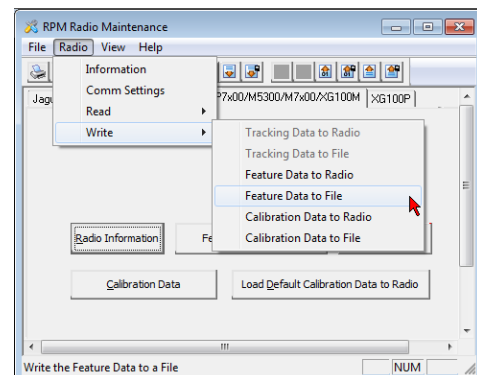 RPM Radio Maintenance
File Radio View Help
Information
Comm Settings
Read
Write
Jagu
P7x00/M5300/M7x00/XG100M
XG100P
Tracking Data to Radio
Tracking Data to File
Feature Data to Radio
Feature Data to File
Calibration Data to Radio
Calibration Data to File
Radio Information
Fe
Calibration Data
Load Default Calibration Data to Radio
Write the Feature Data to a File
NUM